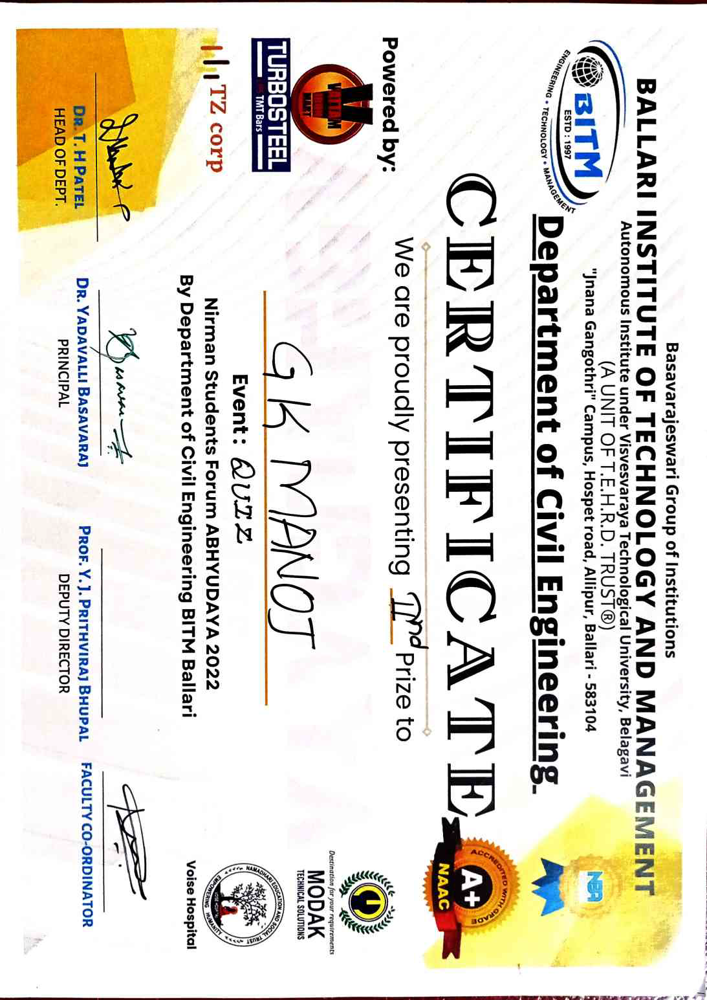 Basavarajeswari Group of Institutions
BALLARI INSTITUTE OF TECHNOLOGY AND MANAGEMENT
Autonomous Institute under Visvesvaraya Technological University, Belagavi
(A UNIT OF T.E.H.R.D. TRUST®)
"Jnana Gangothri" Campus, Hospet road, Allipur, Ballari - 583104
BITM
ESTD : 1997
ENGINEERING • TECHNOLOGY • MANAGEMENT
NBA
Department of Civil Engineering
CERTIFICATE
ACCREDITED WITH GRADE
A+
NAAC
We are proudly presenting IInd Prize to
Powered by:
G K MANOJ
Event: QUIZ
Nirman Students Forum ABHYUDAYA 2022
By Department of Civil Engineering BITM Ballari
TURBOSTEEL
TMT Bars
TZ corp
Destination for your requirements
MODAK
TECHNICAL SOLUTIONS
NAMADHARI EDUCATION AND SOCIAL TRUST
EMPOWERING HUMANITY
Voise Hospital
DR. T. H PATEL
HEAD OF DEPT.
DR. YADAVALLI BASAVARAJ
PRINCIPAL
PROF. Y. J. PRITHVIRAJ BHUPAL
DEPUTY DIRECTOR
FACULTY CO-ORDINATOR